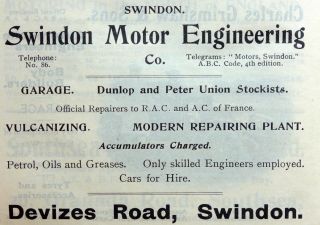 SWINDON.
Swindon Motor Engineering
Co.
Telephone: No. 86.
Telegrams: "Motors, Swindon."
A.B.C. Code, 4th edition.
GARAGE. Dunlop and Peter Union Stockists.
Official Repairers to R.A.C. and A.C. of France.
VULCANIZING. MODERN REPAIRING PLANT.
Accumulators Charged.
Petrol, Oils and Greases. Only skilled Engineers employed.
Cars for Hire.
Devizes Road, Swindon.